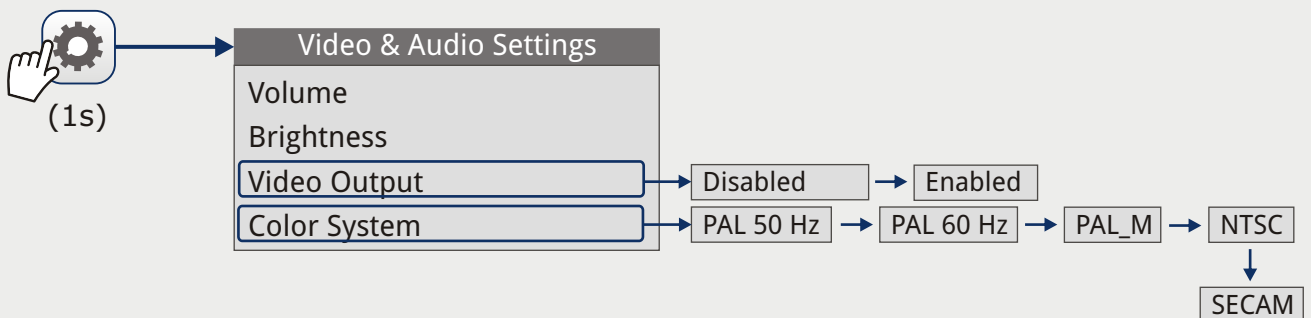 Video & Audio Settings
(1s)
Volume
Brightness
Video Output
Disabled
Enabled
Color System
PAL 50 Hz
PAL 60 Hz
PAL_M
NTSC
SECAM